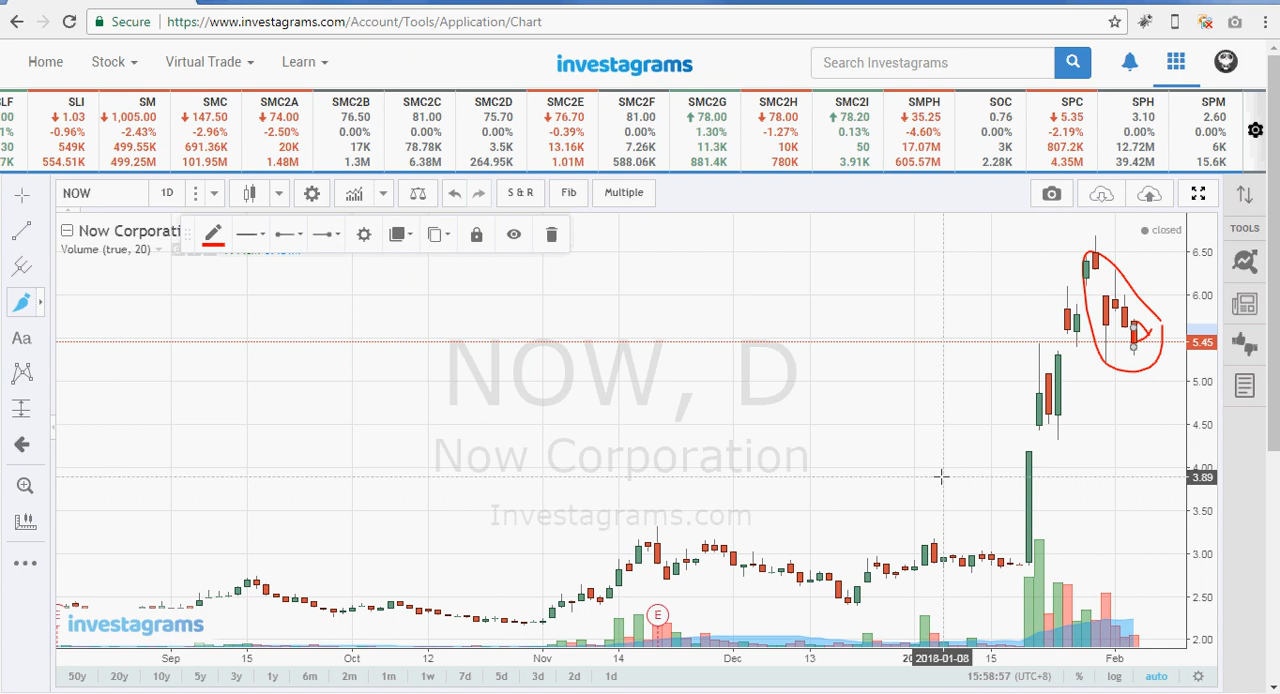 Secure https://www.investagrams.com/Account/Tools/Application/Chart
Home Stock Virtual Trade Learn investagrams Search Investagrams
SLF SLI SM SMC SMC2A SMC2B SMC2C SMC2D SMC2E SMC2F SMC2G SMC2H SMC2I SMPH SOC SPC SPH SPM
00 1.03 1,005.00 147.50 74.00 76.50 81.00 75.70 76.70 81.00 78.00 78.00 78.20 35.25 0.76 5.35 3.10 2.60
1% -0.96% -2.43% -2.96% -2.50% 0.00% 0.00% 0.00% -0.39% 0.00% 1.30% -1.27% 0.13% -4.60% 0.00% -2.19% 0.00% 0.00%
30 549K 499.55K 691.36K 20K 17K 78.78K 3.5K 13.16K 7.26K 11.3K 10K 50 17.07M 3K 807.2K 12.72M 6K
7K 554.51K 499.25M 101.95M 1.48M 1.3M 6.38M 264.95K 1.01M 588.06K 881.4K 780K 3.91K 605.57M 2.28K 4.35M 39.42M 15.6K
NOW 1D S & R Fib Multiple
TOOLS
Now Corporati
closed
Volume (true, 20)
6.50
6.00
5.45
5.00
4.50
4.00
3.89
3.50
3.00
2.50
2.00
Aa
NOW, D
Now Corporation
Investagrams.com
E
investagrams
Sep 15 Oct 12 Nov 14 Dec 13 20 2018-01-08 15 Feb
50y 20y 10y 5y 3y 1y 6m 2m 1m 1w 7d 5d 3d 2d 1d 15:58:57 (UTC+8) % log auto